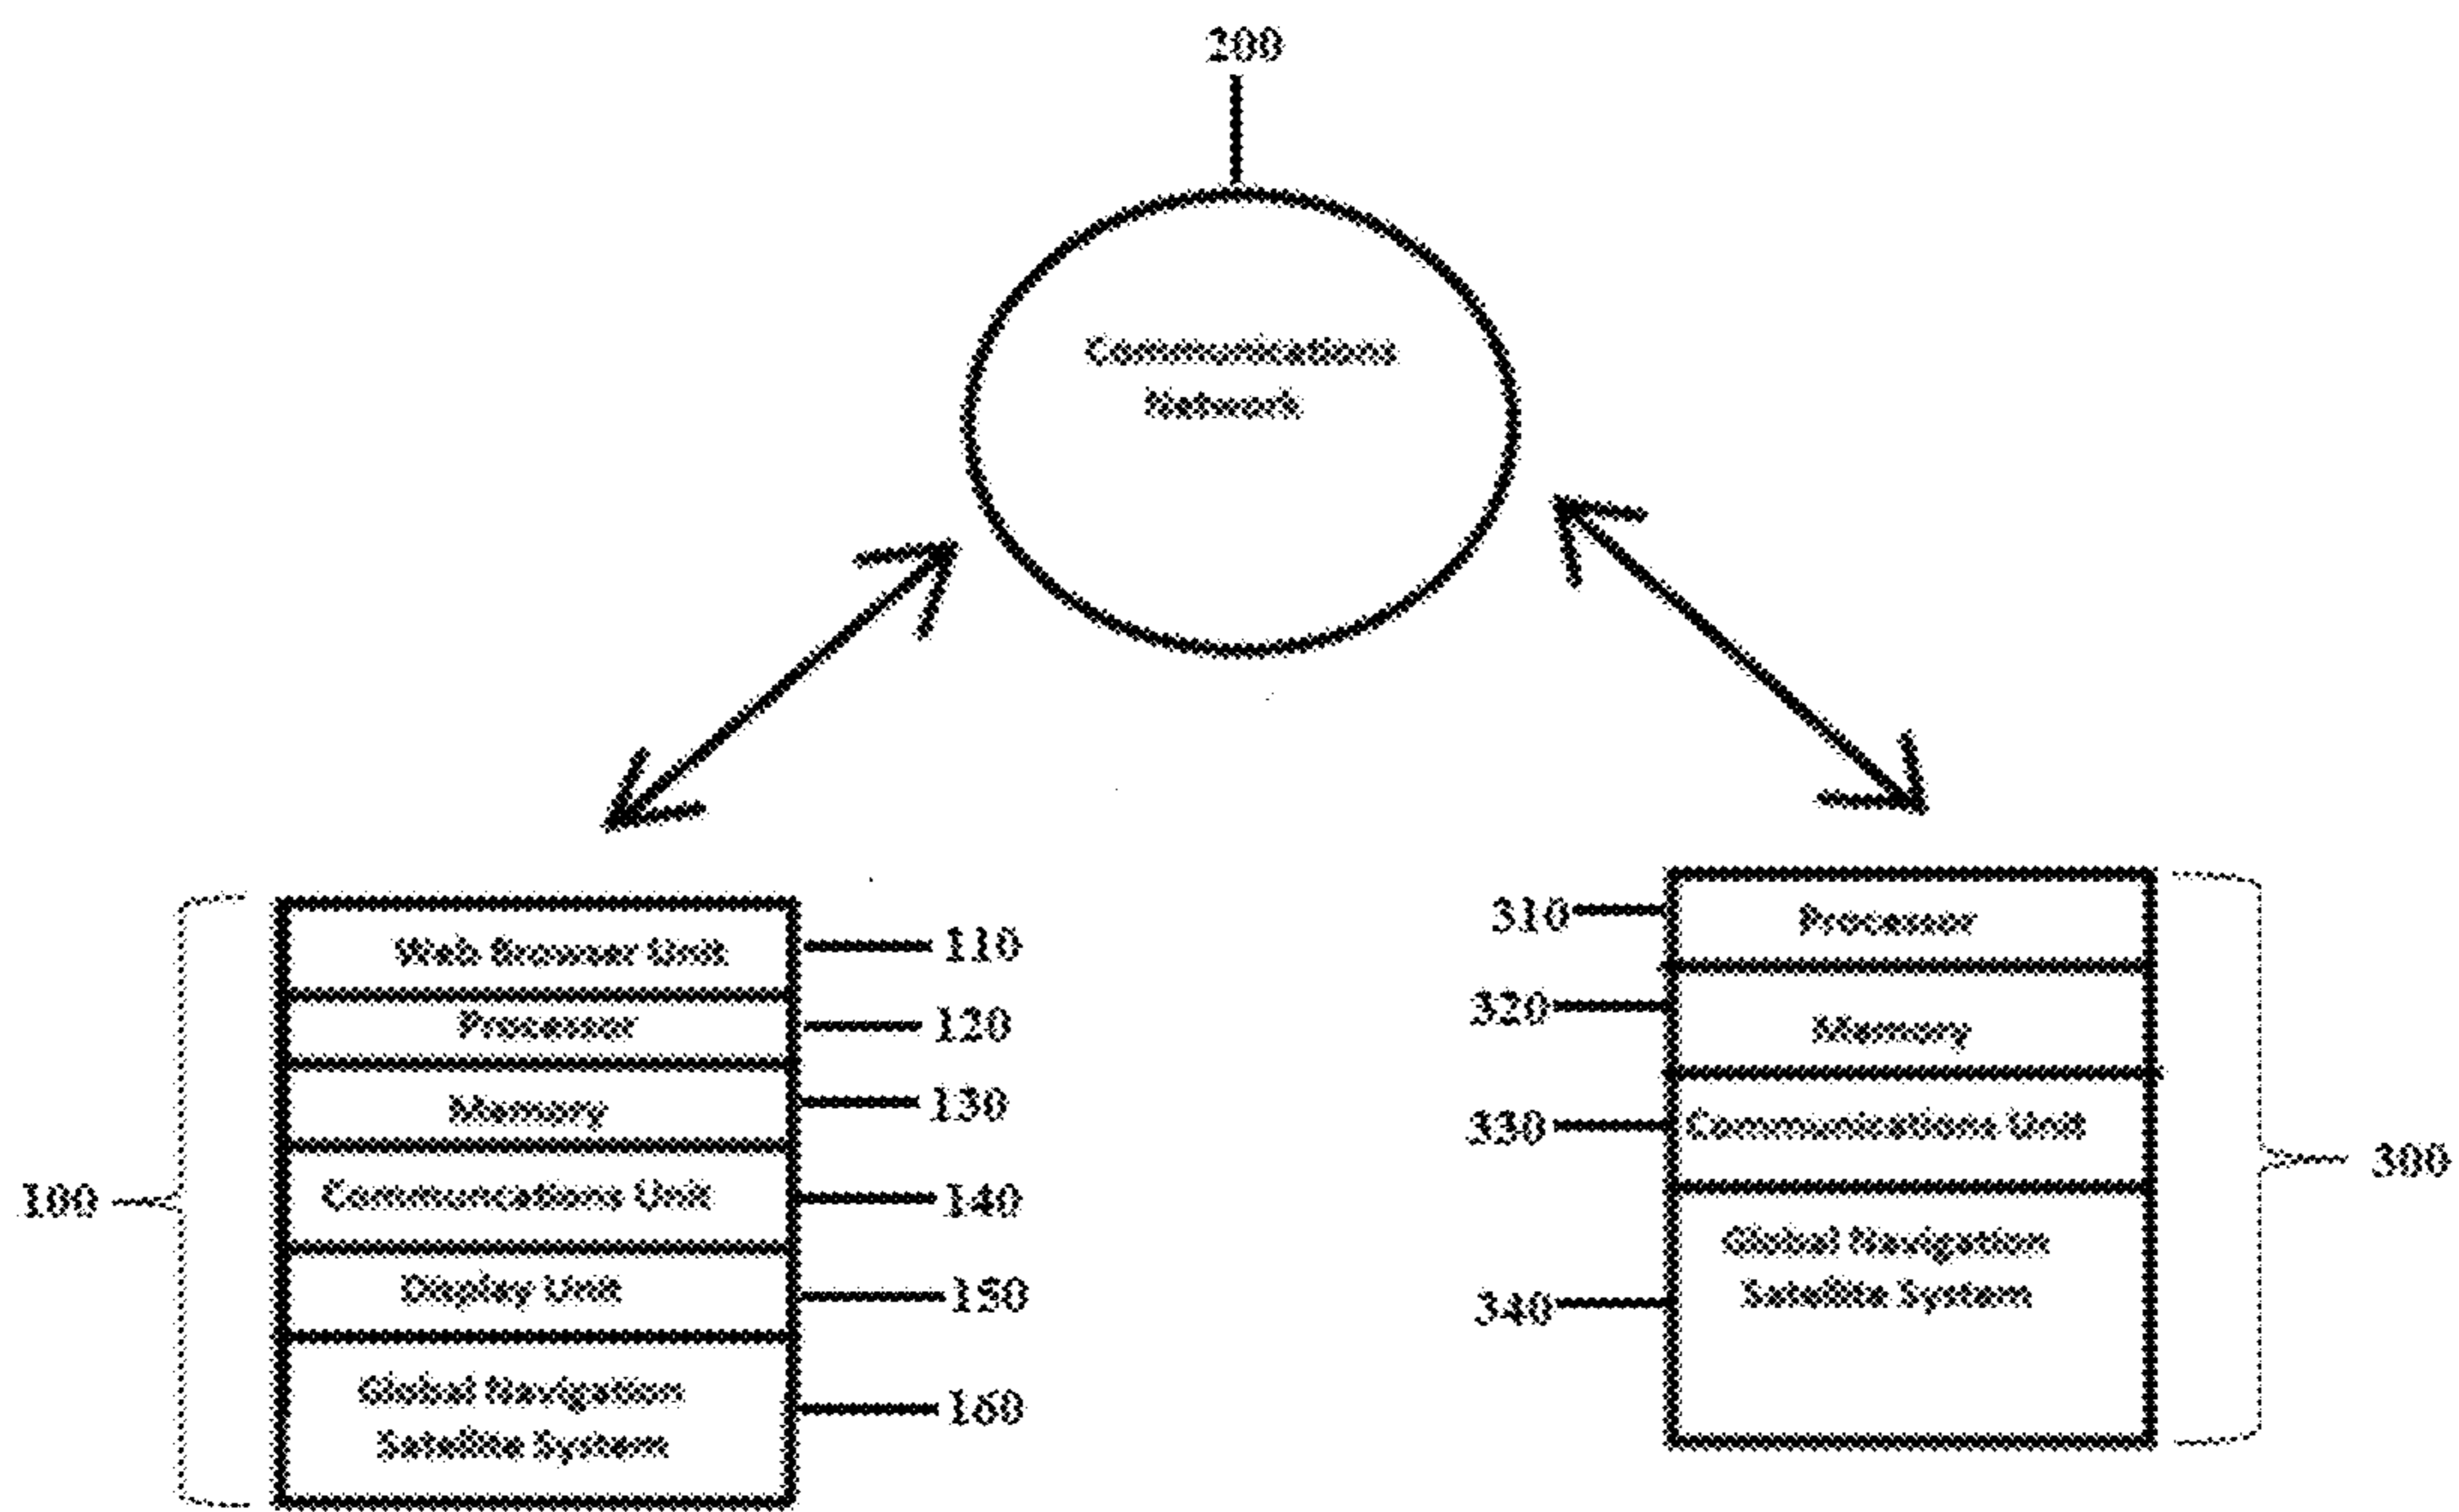 200
Communications
Network
Web Browser Unit
110
Processor
120
Memory
130
Communications Unit
140
Display Unit
150
Global Navigation
Satellite System
160
100
310
Processor
320
Memory
330
Communications Unit
340
Global Navigation
Satellite System
300